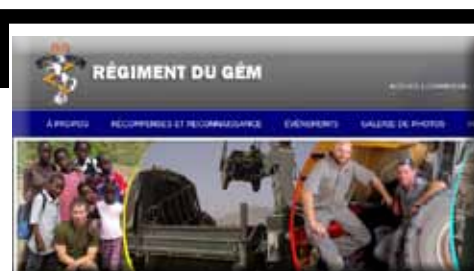 RÉGIMENT DU GÉM
À PROPOS RÉCOMPENSES ET RECONNAISSANCE ÉVÉNEMENTS GALERIE DE PHOTOS